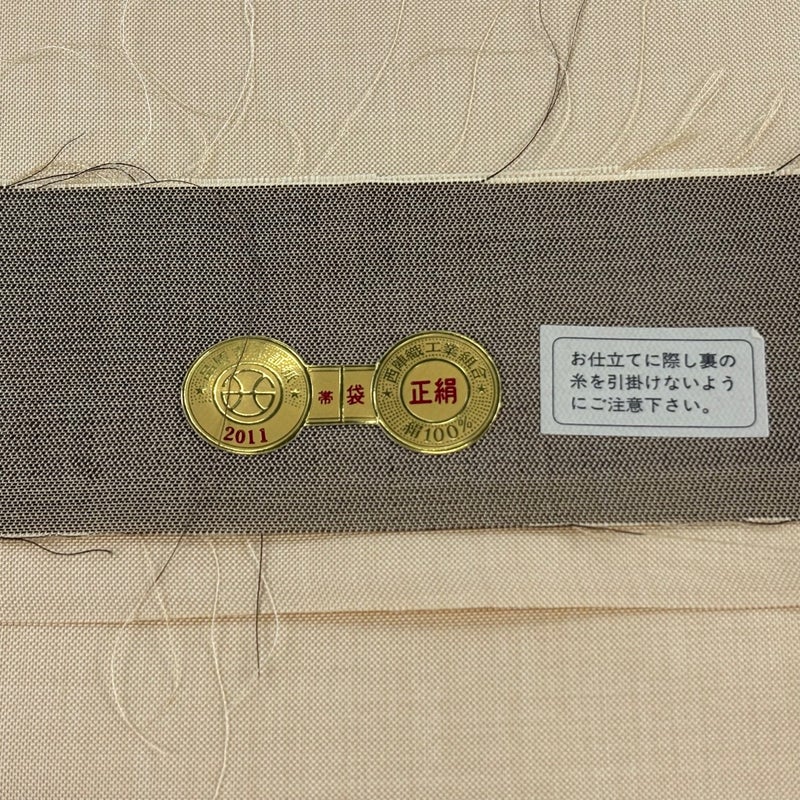 2011
帯
袋
西陣織工業組合
正絹
絹100%
お仕立てに際し裏の
糸を引掛けないよう
にご注意下さい。